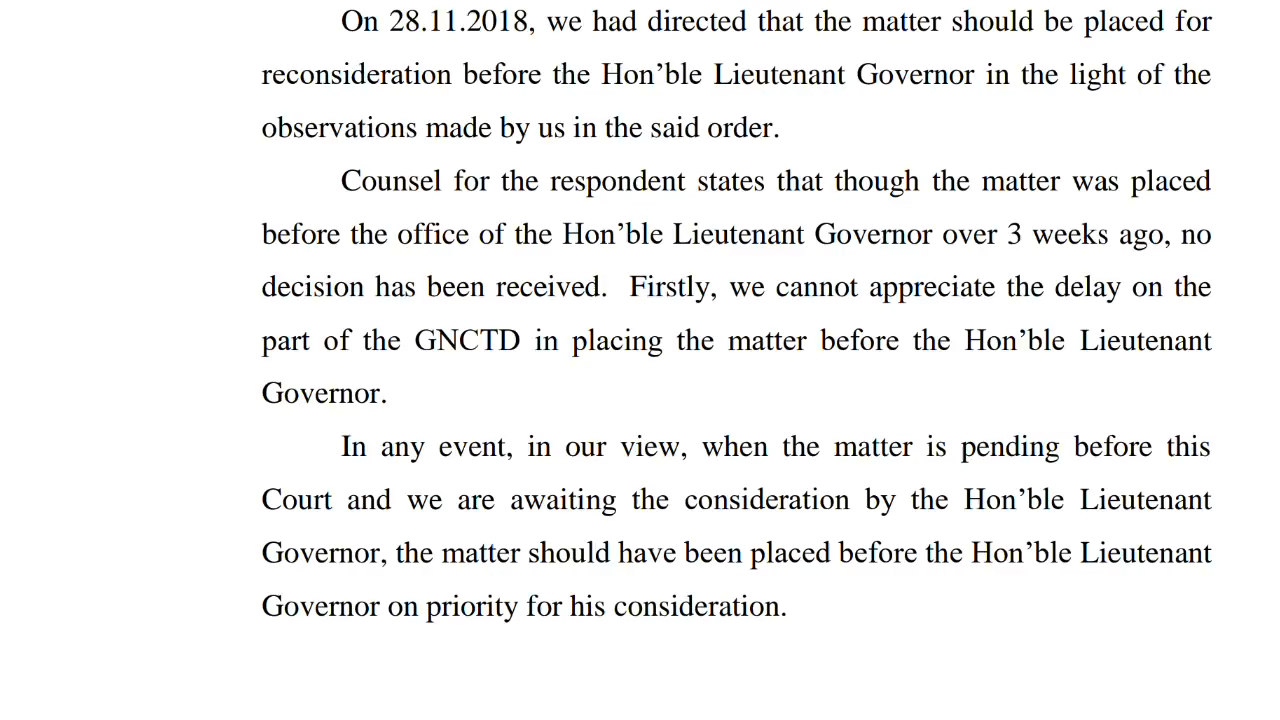 On 28.11.2018, we had directed that the matter should be placed for
reconsideration before the Hon’ble Lieutenant Governor in the light of the
observations made by us in the said order.
Counsel for the respondent states that though the matter was placed
before the office of the Hon’ble Lieutenant Governor over 3 weeks ago, no
decision has been received.  Firstly, we cannot appreciate the delay on the
part of the GNCTD in placing the matter before the Hon’ble Lieutenant
Governor.
In any event, in our view, when the matter is pending before this
Court and we are awaiting the consideration by the Hon’ble Lieutenant
Governor, the matter should have been placed before the Hon’ble Lieutenant
Governor on priority for his consideration.